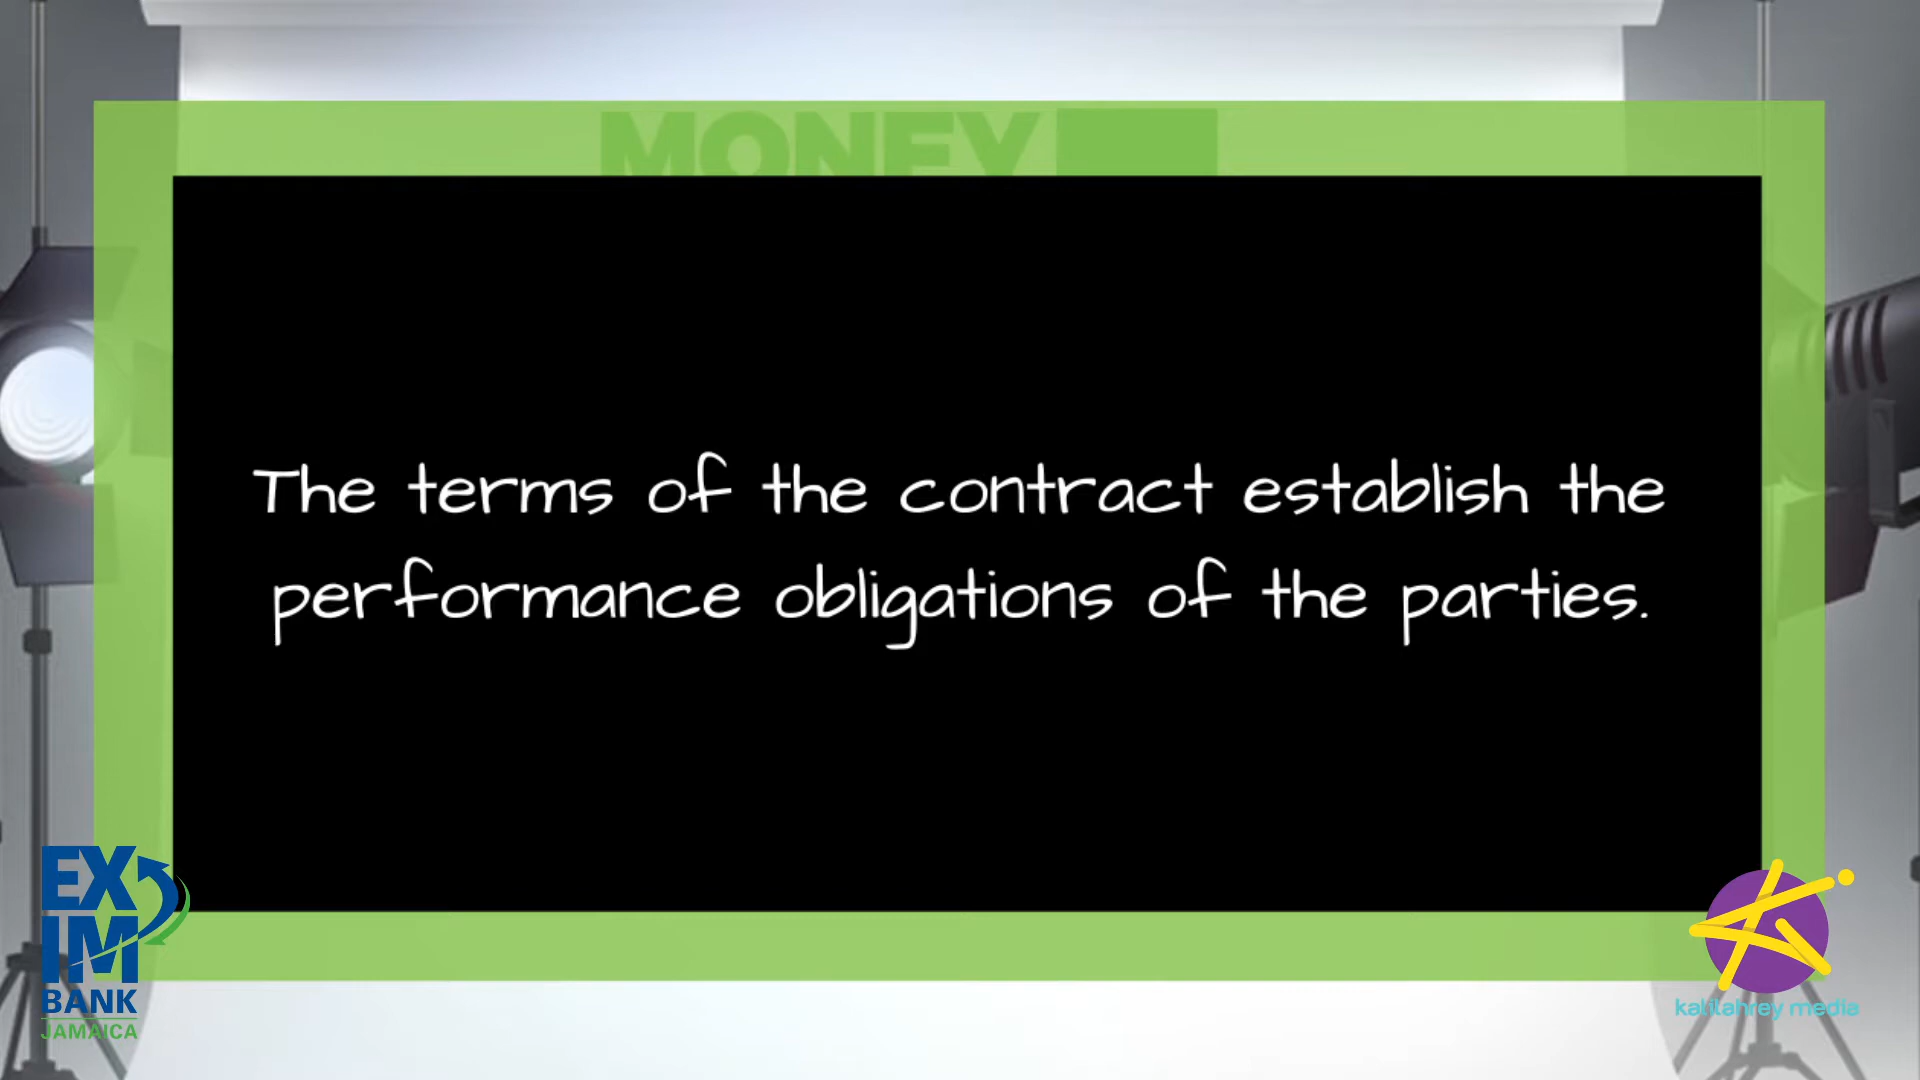 MONEY
The terms of the contract establish the
performance obligations of the parties.
EX
IM
BANK
JAMAICA
kalilahrey media